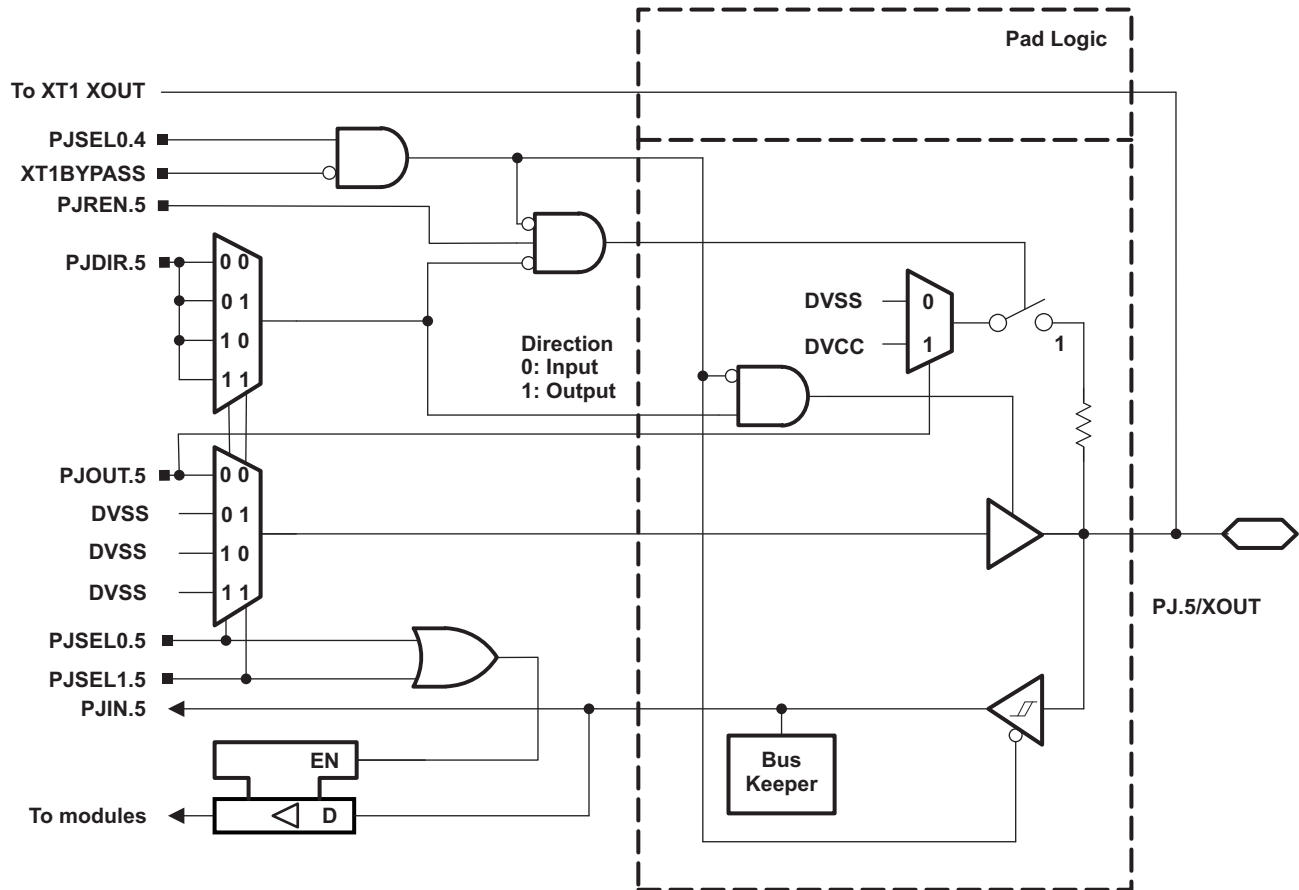 Pad Logic
To XT1 XOUT
PJSEL0.4
XT1BYPASS
PJREN.5
PJDIR.5
0 0
0 1
1 0
1 1
DVSS
0
DVCC
1
1
Direction
0: Input
1: Output
PJOUT.5
0 0
DVSS
0 1
DVSS
1 0
DVSS
1 1
PJ.5/XOUT
PJSEL0.5
PJSEL1.5
PJIN.5
EN
Bus
Keeper
To modules
D